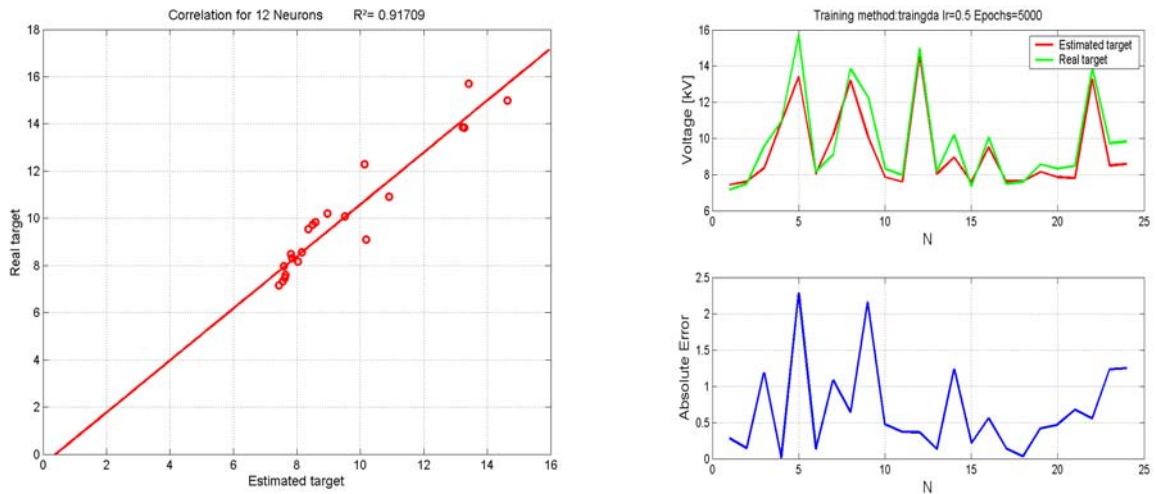 Correlation for 12 Neurons R²= 0.91709
18
16
14
12
10
8
6
4
2
0
Real target
0 2 4 6 8 10 12 14 16
Estimated target
Training method:traingda lr=0.5 Epochs=5000
16
14
12
10
8
6
Voltage [kV]
Estimated target
Real target
0 5 10 15 20 25
N
2.5
2
1.5
1
0.5
0
Absolute Error
0 5 10 15 20 25
N